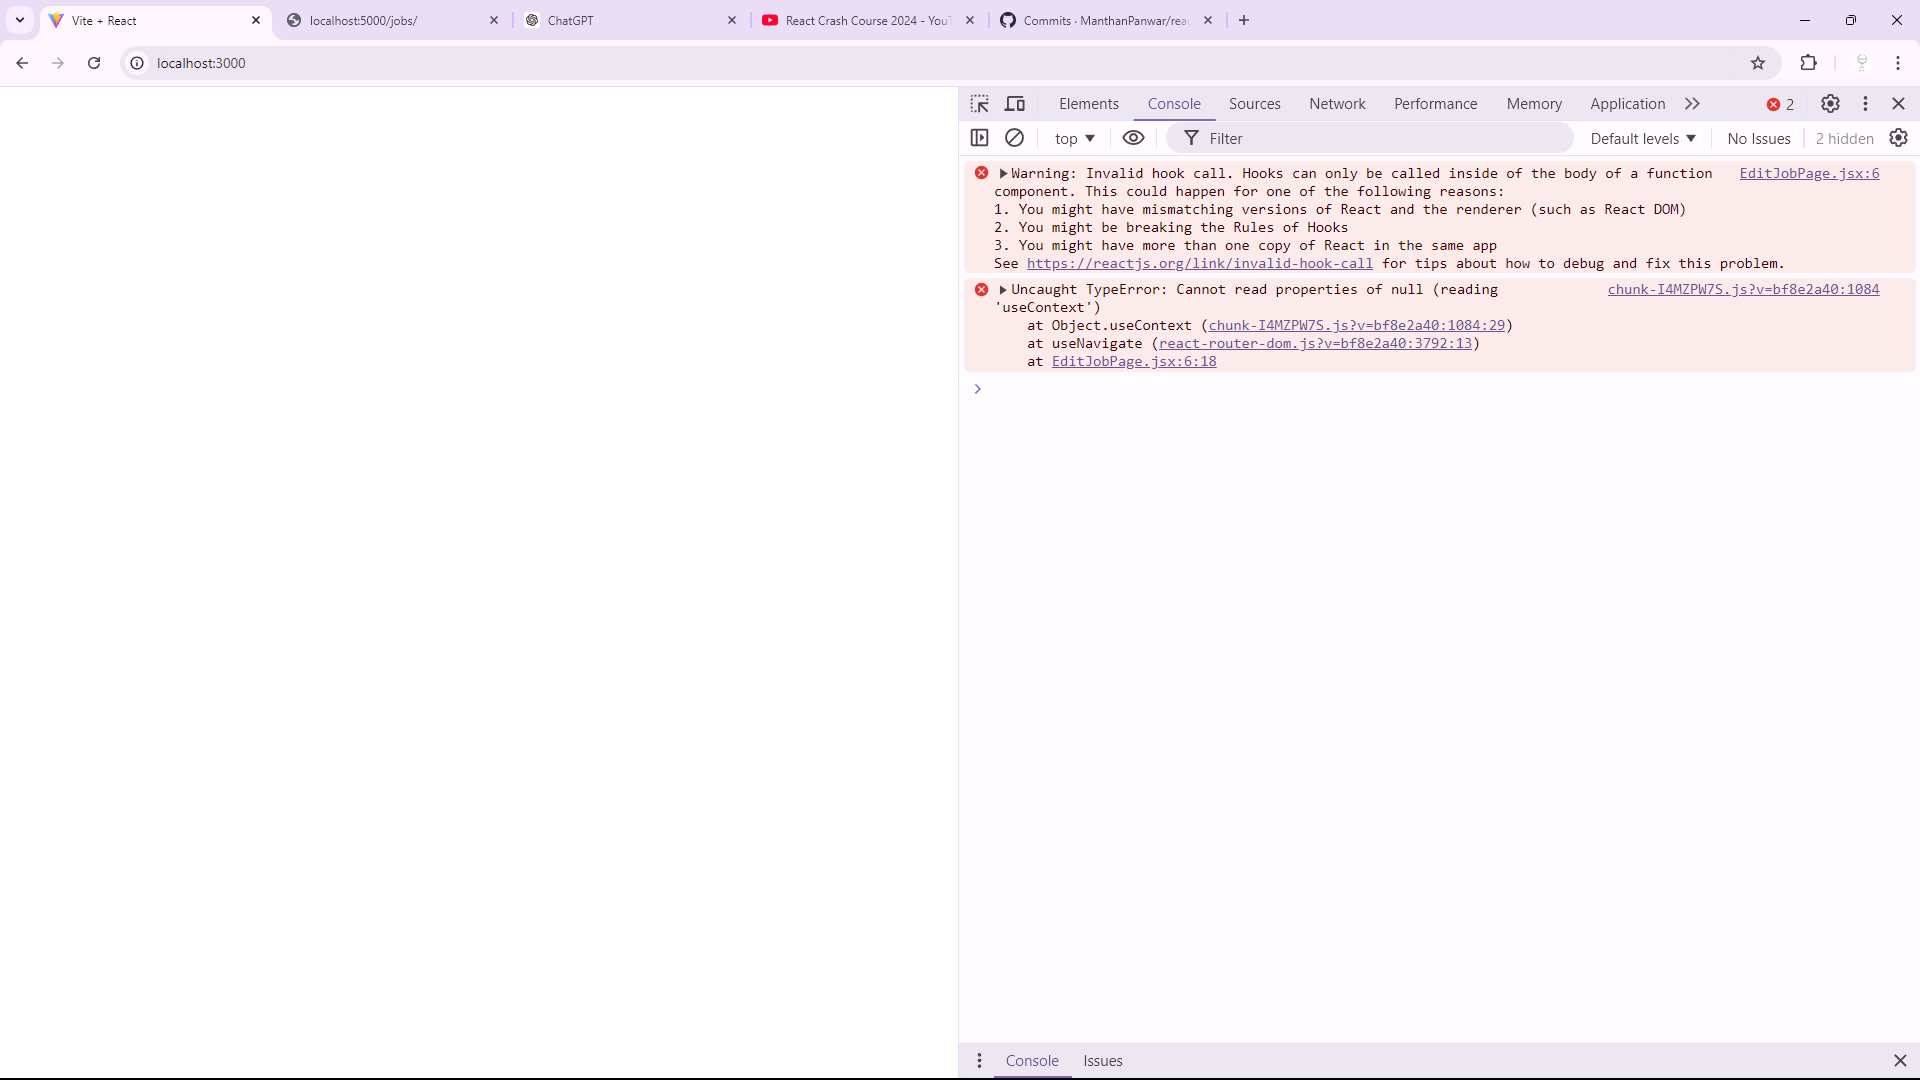 Vite + React
localhost:5000/jobs/
ChatGPT
React Crash Course 2024 - YouT
Commits · ManthanPanwar/reac
localhost:3000
Elements Console Sources Network Performance Memory Application 2
top Filter Default levels No Issues 2 hidden
Warning: Invalid hook call. Hooks can only be called inside of the body of a function EditJobPage.jsx:6
component. This could happen for one of the following reasons:
1. You might have mismatching versions of React and the renderer (such as React DOM)
2. You might be breaking the Rules of Hooks
3. You might have more than one copy of React in the same app
See https://reactjs.org/link/invalid-hook-call for tips about how to debug and fix this problem.
Uncaught TypeError: Cannot read properties of null (reading chunk-I4MZPW7S.js?v=bf8e2a40:1084
'useContext')
at Object.useContext (chunk-I4MZPW7S.js?v=bf8e2a40:1084:29)
at useNavigate (react-router-dom.js?v=bf8e2a40:3792:13)
at EditJobPage.jsx:6:18
Console Issues